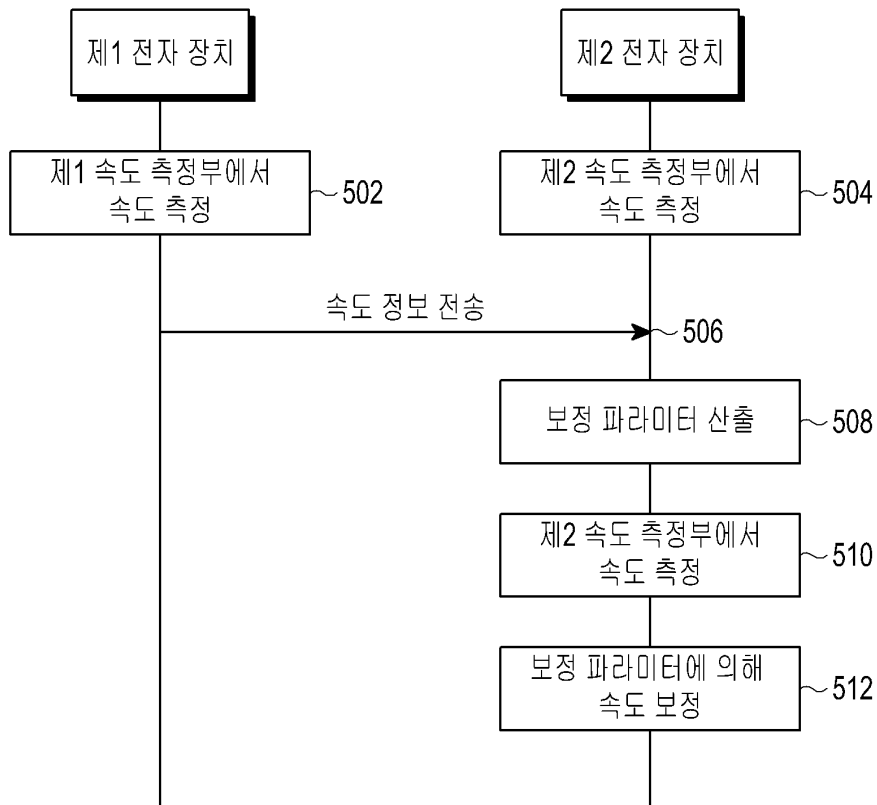 제1 전자 장치
제2 전자 장치
제1 속도 측정부에서
속도 측정
502
제2 속도 측정부에서
속도 측정
504
속도 정보 전송
506
보정 파라미터 산출
508
제2 속도 측정부에서
속도 측정
510
보정 파라미터에 의해
속도 보정
512